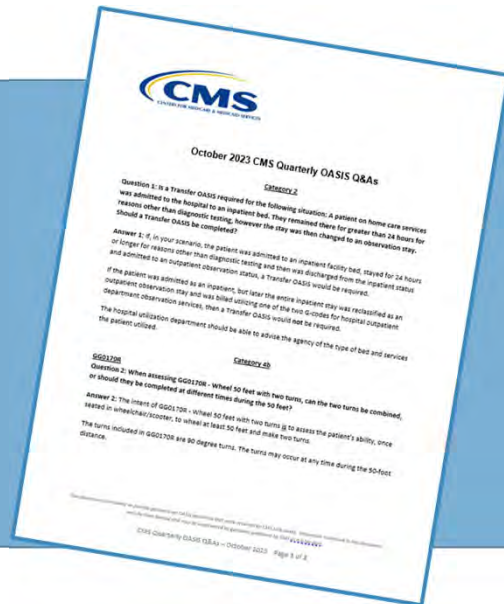 CMS
CENTERS FOR MEDICARE & MEDICAID SERVICES
October 2023 CMS Quarterly OASIS Q&As
Category 2
Question 1: Is a Transfer OASIS required for the following situation: A patient on home care services
was admitted to the hospital to an inpatient bed. They remained there for greater than 24 hours for
reasons other than diagnostic testing, however the stay was then changed to an observation stay.
Should a Transfer OASIS be completed?
Answer 1: If, in your scenario, the patient was admitted to an inpatient facility bed, stayed for 24 hours
or longer for reasons other than diagnostic testing and then was discharged from the inpatient status
and admitted to an outpatient observation status, a Transfer OASIS would be required.
If the patient was admitted as an inpatient, but later the entire inpatient stay was reclassified as an
outpatient observation stay and was billed utilizing one of the two G-codes for hospital outpatient
department observation services, then a Transfer OASIS would not be required.
The hospital utilization department should be able to advise the agency of the type of bed and services
the patient utilized.
Category 4b
GG0170R
Question 2: When assessing GG0170R - Wheel 50 feet with two turns, can the two turns be combined,
or should they be completed at different times during the 50 feet?
Answer 2: The intent of GG0170R - Wheel 50 feet with two turns is to assess the patient's ability, once
seated in wheelchair/scooter, to wheel at least 50 feet and make two turns.
The turns included in GG0170R are 90 degree turns. The turns may occur at any time during the 50-foot
distance.
CMS Quarterly OASIS Q&As – October 2023 Page 1 of 2